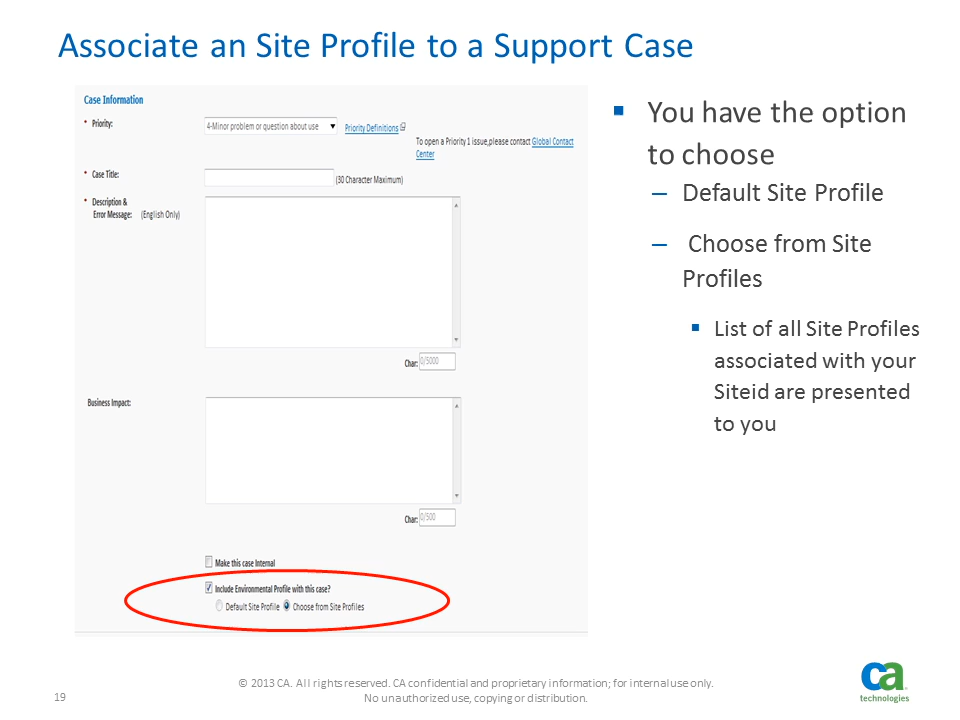 Associate an Site Profile to a Support Case
Case Information
* Priority:
4-Minor problem or question about use
Priority Definitions
To open a Priority 1 issue,please contact Global Contact
Center
* Case Title:
(30 Character Maximum)
* Description &
Error Message: (English Only)
Char: 0/5000
Business Impact:
Char: 0/500
Make this case Internal
Include Environmental Profile with this case?
Default Site Profile Choose from Site Profiles
▪ You have the option
to choose
– Default Site Profile
– Choose from Site
Profiles
▪ List of all Site Profiles
associated with your
Siteid are presented
to you
19
© 2013 CA. All rights reserved. CA confidential and proprietary information; for internal use only.
No unauthorized use, copying or distribution.
ca
technologies